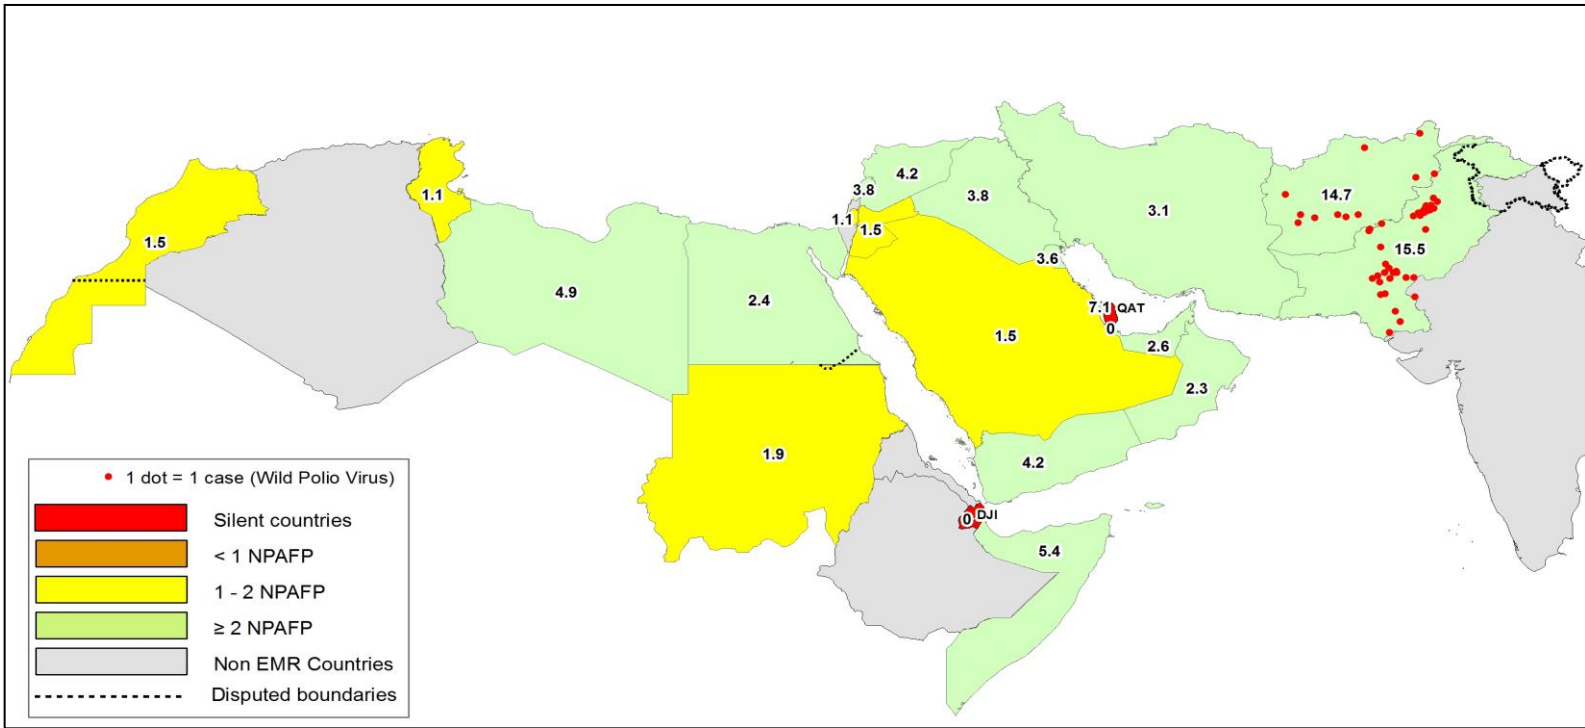 14.7
4.2
3.8
3.8
3.1
1.1
1.1
1.5
1.5
15.5
3.6
4.9
2.4
7.1 QAT
0
1.5
2.6
2.3
1.9
4.2
0 DJI
5.4
1 dot = 1 case (Wild Polio Virus)
Silent countries
< 1 NPAFP
1 - 2 NPAFP
≥ 2 NPAFP
Non EMR Countries
Disputed boundaries